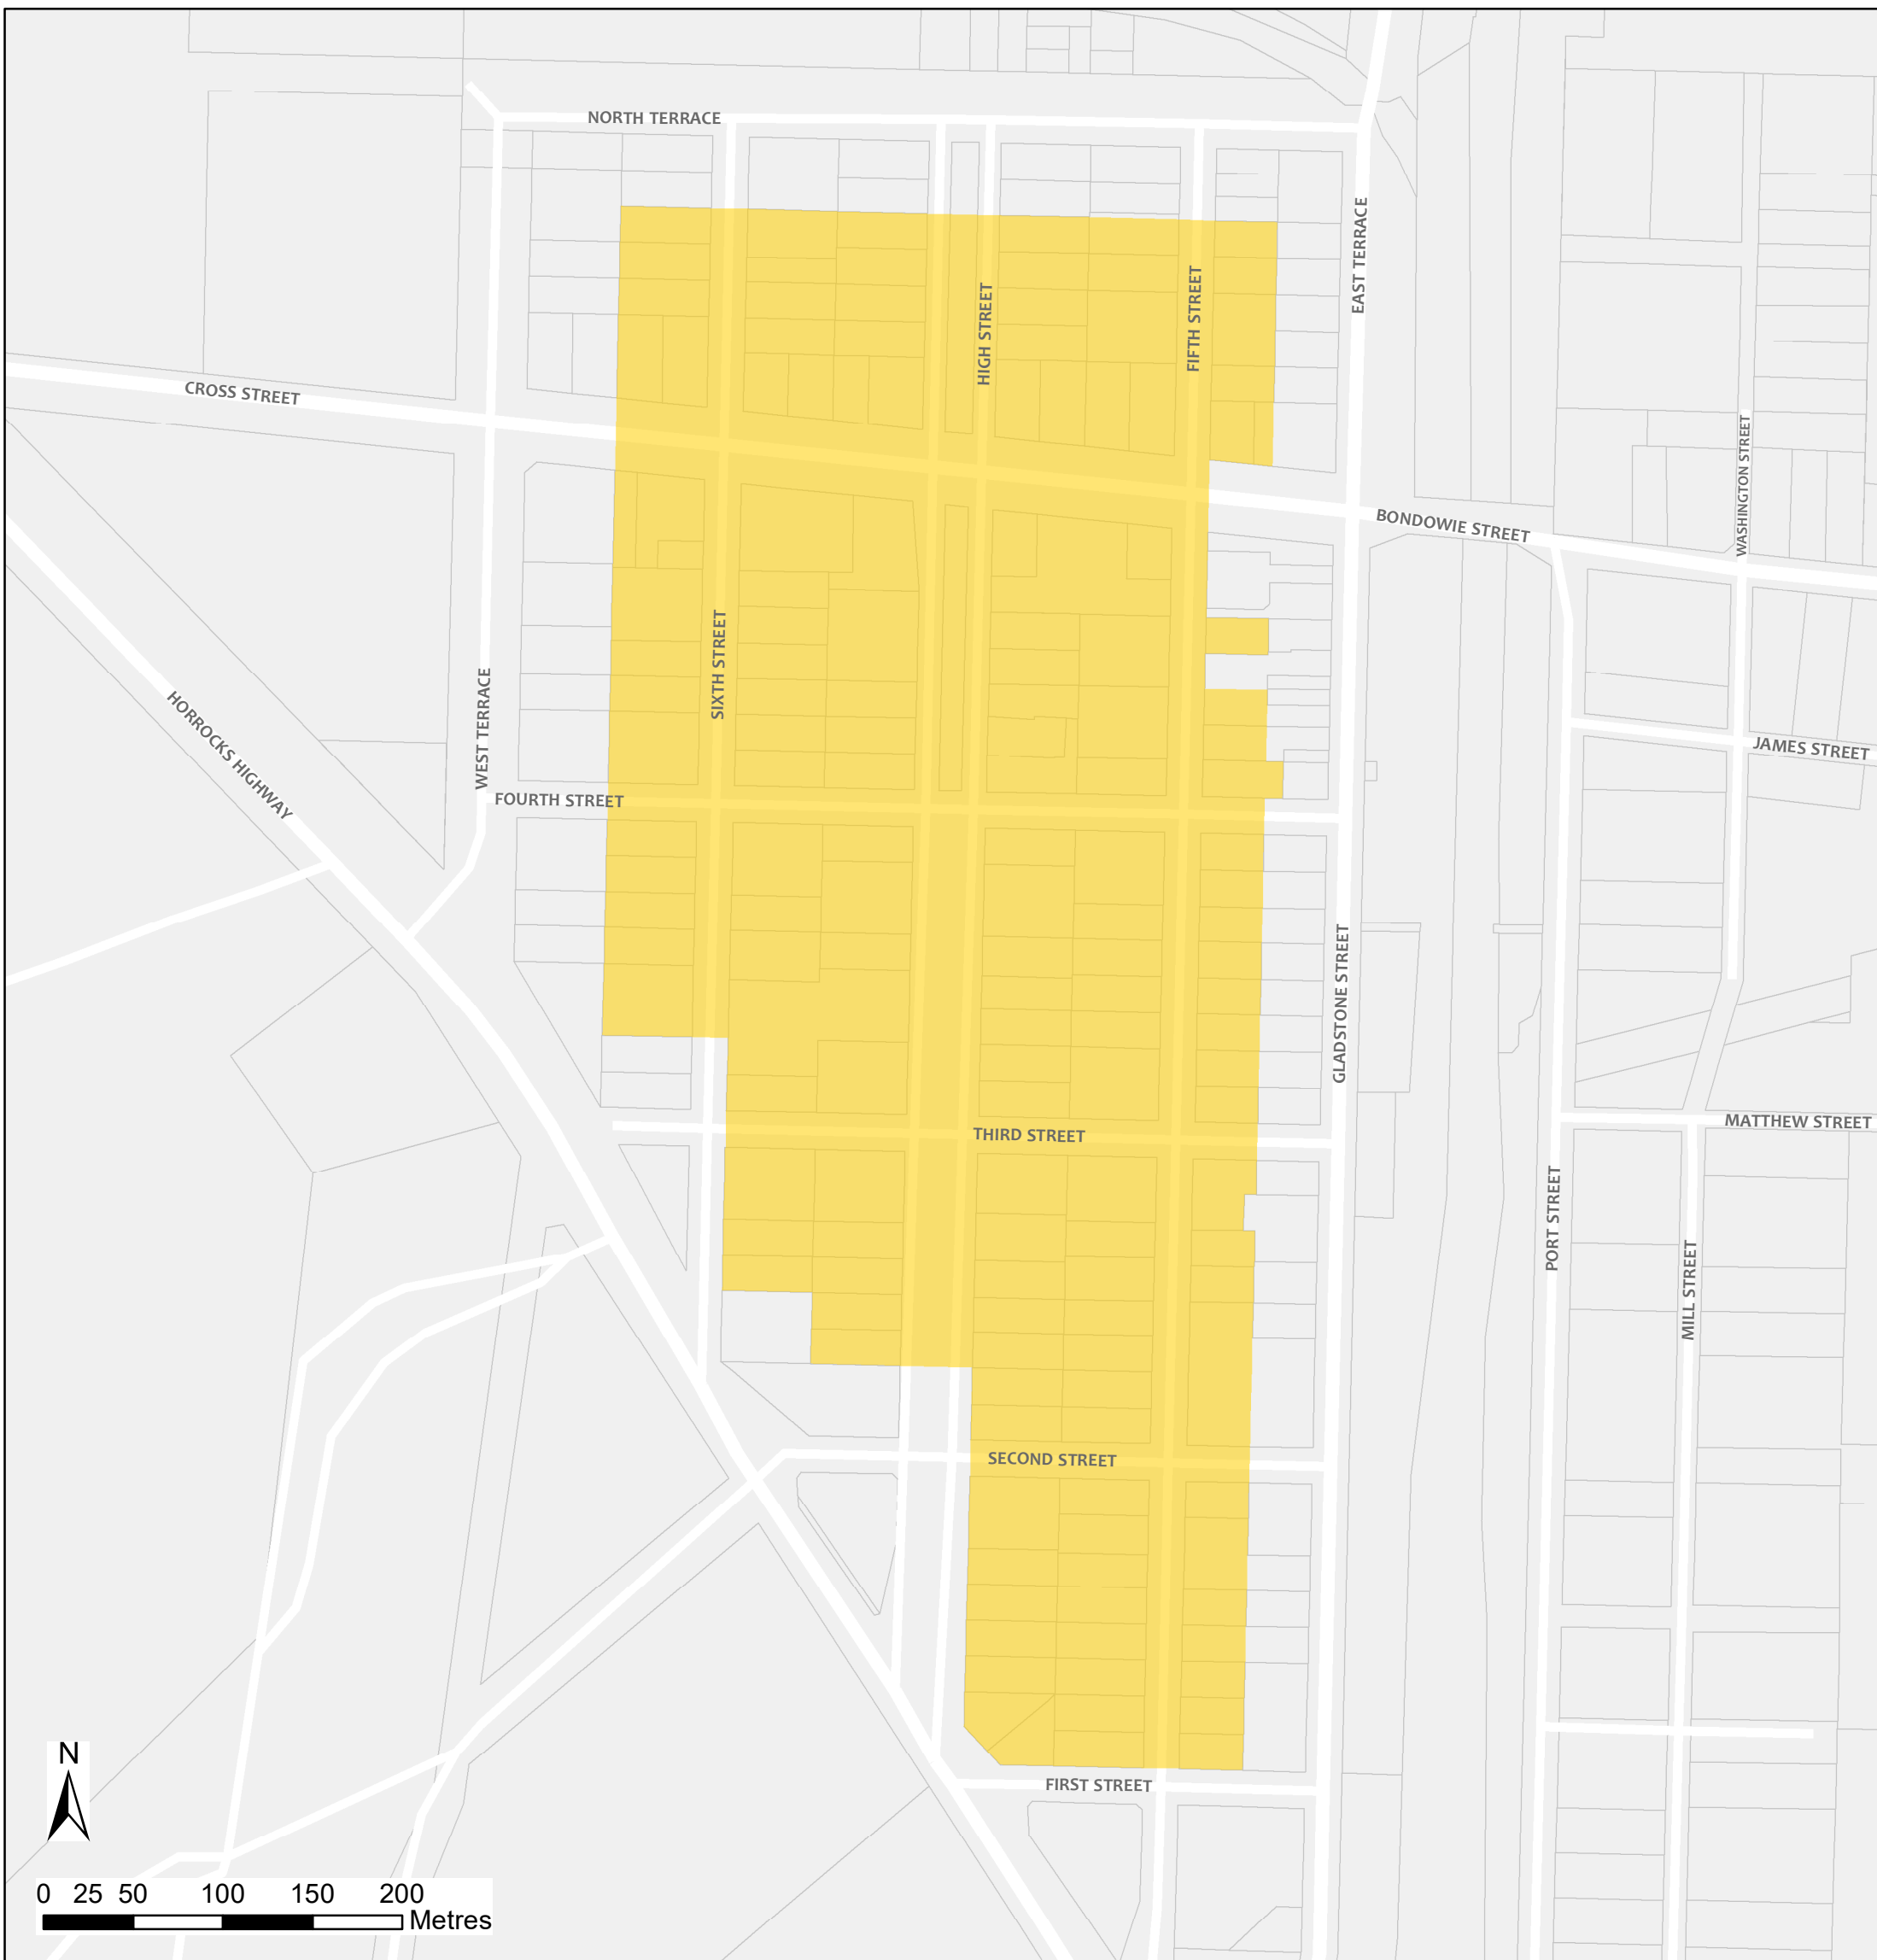 NORTH TERRACE
EAST TERRACE
HIGH STREET
FIFTH STREET
CROSS STREET
WASHINGTON STREET
BONDOWIE STREET
SIXTH STREET
WEST TERRACE
HORROCKS HIGHWAY
JAMES STREET
FOURTH STREET
GLADSTONE STREET
MATTHEW STREET
THIRD STREET
PORT STREET
MILL STREET
SECOND STREET
FIRST STREET
N
0 25 50 100 150 200
Metres